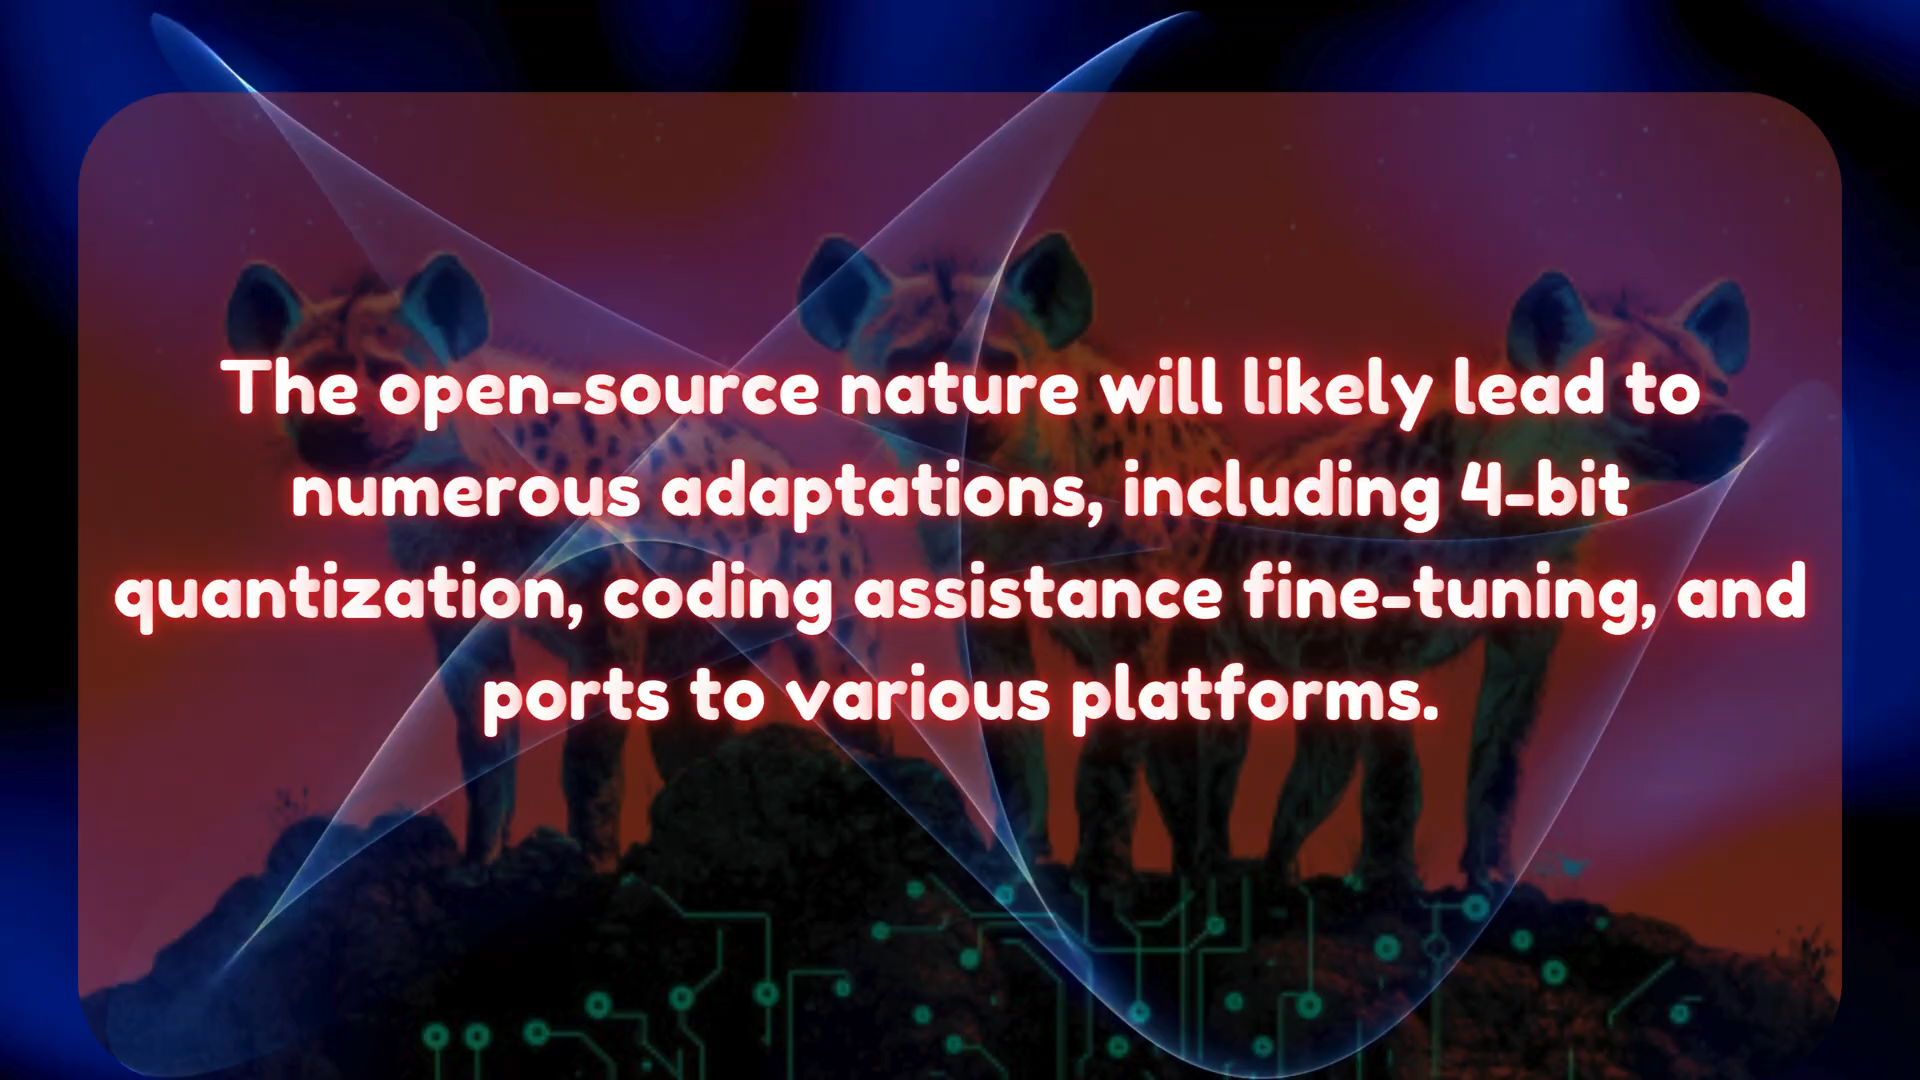 The open-source nature will likely lead to
numerous adaptations, including 4-bit
quantization, coding assistance fine-tuning, and
ports to various platforms.